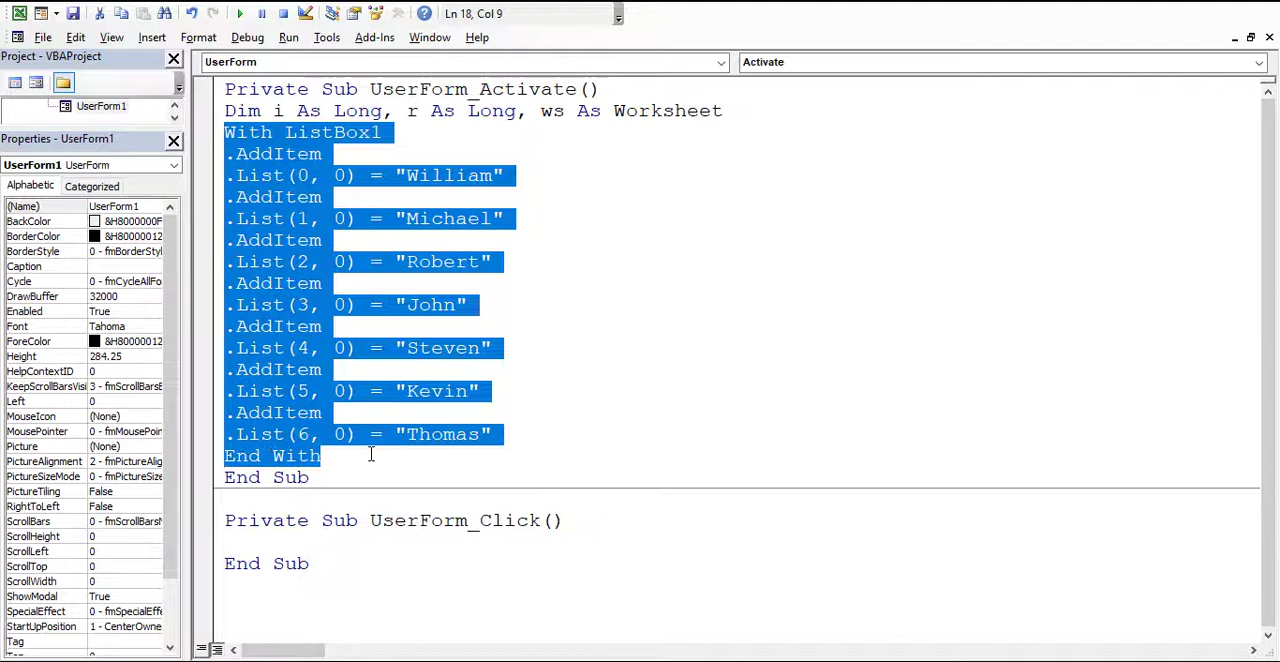 Ln 18, Col 9
File Edit View Insert Format Debug Run Tools Add-Ins Window Help
Project - VBAProject
UserForm1
Properties - UserForm1
UserForm1 UserForm
Alphabetic Categorized
(Name) UserForm1
BackColor &H8000000F
BorderColor &H80000012
BorderStyle 0 - fmBorderStyl
Caption
Cycle 0 - fmCycleAllFo
DrawBuffer 32000
Enabled True
Font Tahoma
ForeColor &H80000012
Height 284.25
HelpContextID 0
KeepScrollBarsVisi 3 - fmScrollBarsB
Left 0
MouseIcon (None)
MousePointer 0 - fmMousePoin
Picture (None)
PictureAlignment 2 - fmPictureAlig
PictureSizeMode 0 - fmPictureSize
PictureTiling False
RightToLeft False
ScrollBars 0 - fmScrollBarsN
ScrollHeight 0
ScrollLeft 0
ScrollTop 0
ScrollWidth 0
ShowModal True
SpecialEffect 0 - fmSpecialEffe
StartUpPosition 1 - CenterOwne
Tag
UserForm Activate
Private Sub UserForm_Activate()
Dim i As Long, r As Long, ws As Worksheet
With ListBox1
.AddItem
.List(0, 0) = "William"
.AddItem
.List(1, 0) = "Michael"
.AddItem
.List(2, 0) = "Robert"
.AddItem
.List(3, 0) = "John"
.AddItem
.List(4, 0) = "Steven"
.AddItem
.List(5, 0) = "Kevin"
.AddItem
.List(6, 0) = "Thomas"
End With
End Sub
Private Sub UserForm_Click()
End Sub